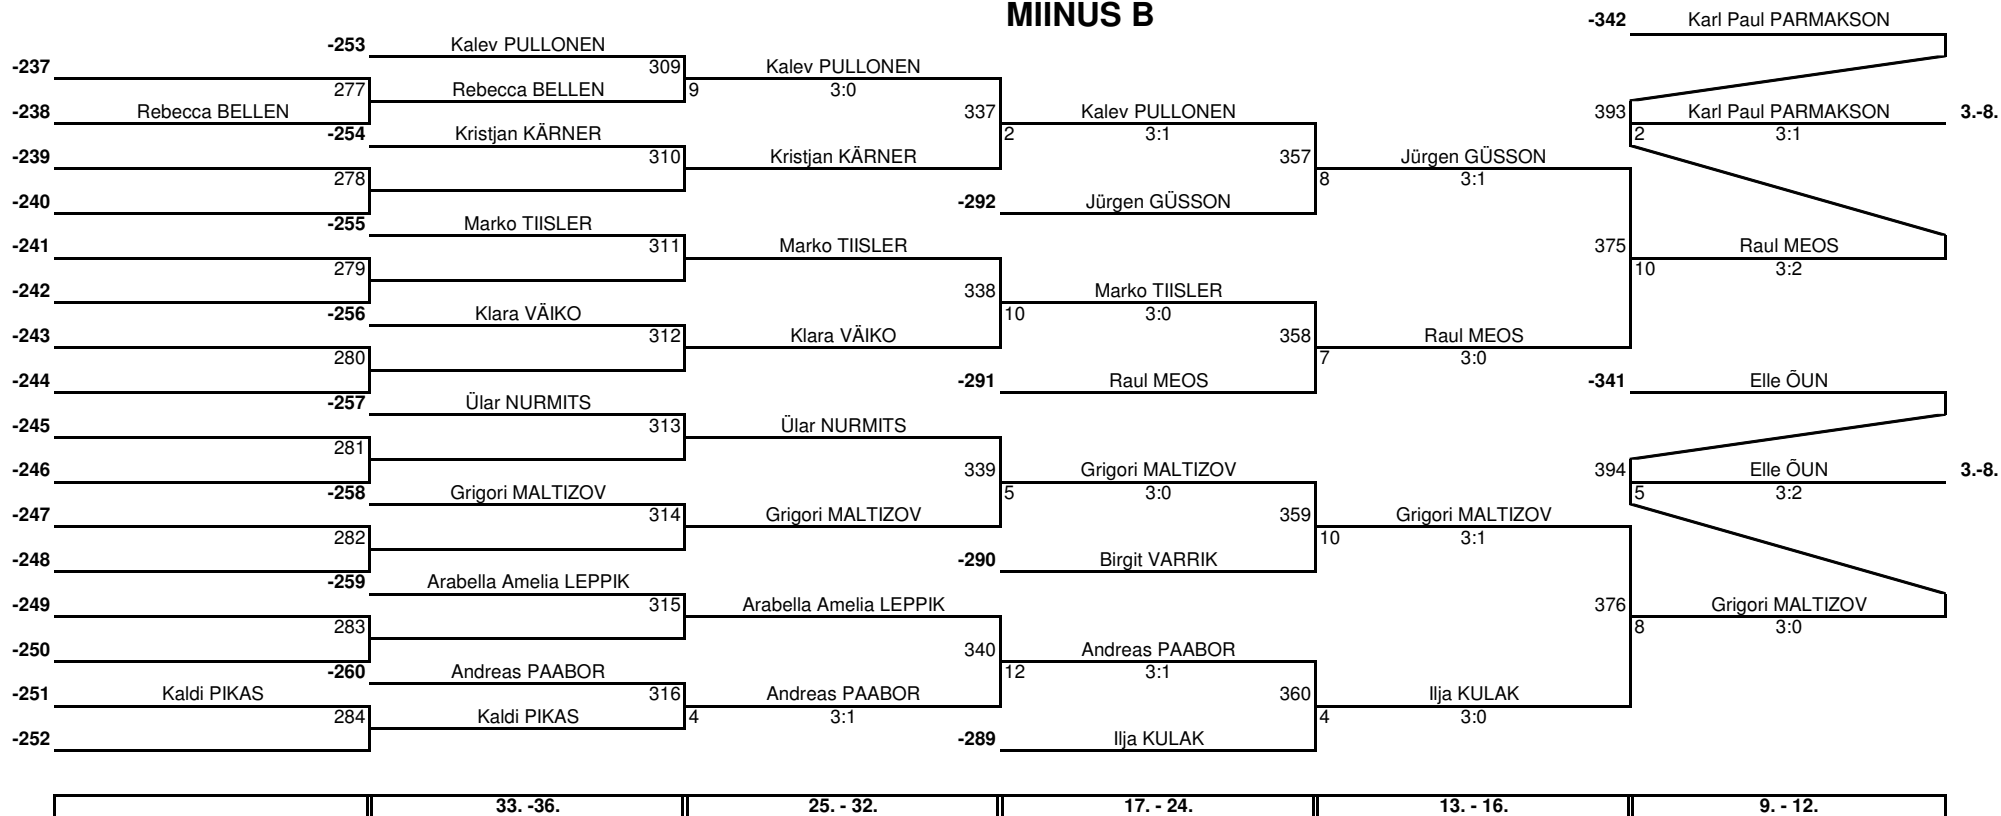 MIINUS B
-342 Karl Paul PARMAKSON
-253 Kalev PULLONEN
-237 309 Kalev PULLONEN
277 Rebecca BELLEN 9 3:0
-238 Rebecca BELLEN 337 Kalev PULLONEN 393 Karl Paul PARMAKSON 3.-8.
-254 Kristjan KÄRNER 2 3:1 2 3:1
-239 310 Kristjan KÄRNER 357 Jürgen GÜSSON
278 8 3:1
-240 -292 Jürgen GÜSSON
-255 Marko TIISLER
-241 311 Marko TIISLER 375 Raul MEOS
279 10 3:2
-242 338 Marko TIISLER
-256 Klara VÄIKO 10 3:0
-243 312 Klara VÄIKO 358 Raul MEOS
280 7 3:0
-244 -291 Raul MEOS -341 Elle ÕUN
-257 Ülar NURMITS
-245 313 Ülar NURMITS
281
-246 339 Grigori MALTIZOV 394 Elle ÕUN 3.-8.
-258 Grigori MALTIZOV 5 3:0 5 3:2
-247 314 Grigori MALTIZOV 359 Grigori MALTIZOV
282 10 3:1
-248 -290 Birgit VARRIK
-259 Arabella Amelia LEPPIK
-249 315 Arabella Amelia LEPPIK 376 Grigori MALTIZOV
283 8 3:0
-250 340 Andreas PAABOR
-260 Andreas PAABOR 12 3:1
-251 Kaldi PIKAS 316 Andreas PAABOR 360 Ilja KULAK
284 Kaldi PIKAS 4 3:1 4 3:0
-252 -289 Ilja KULAK
33. -36. 25. - 32. 17. - 24. 13. - 16. 9. - 12.